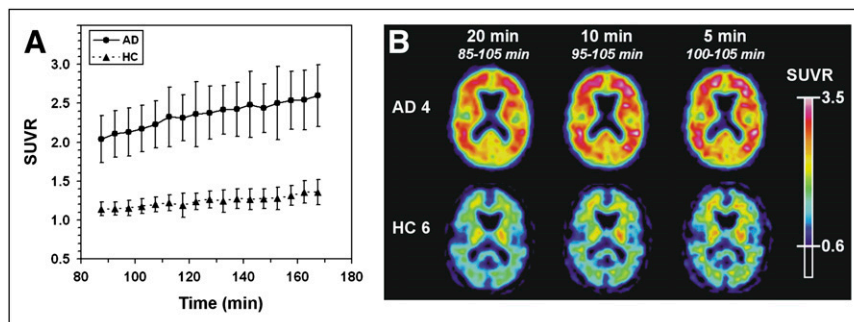 A
AD
HC
3.0
2.5
2.0
1.5
1.0
0.5
SUVR
80 100 120 140 160 180
Time (min)
B
20 min 10 min 5 min
85-105 min 95-105 min 100-105 min
SUVR
3.5
AD 4
HC 6
0.6